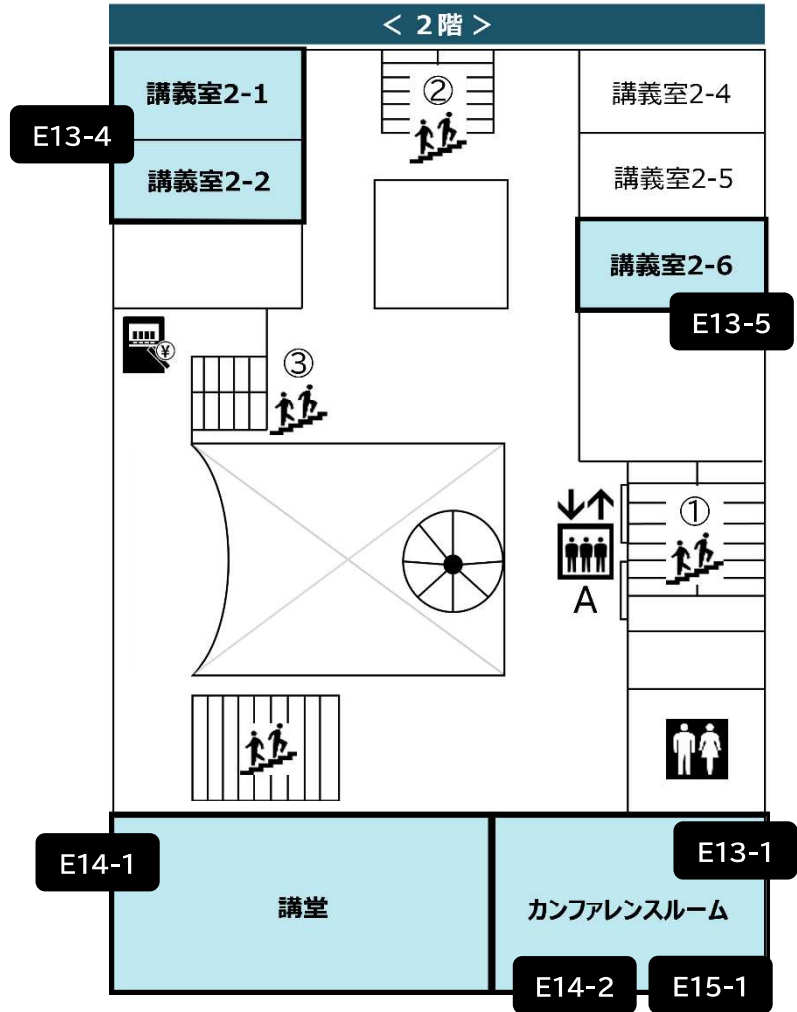 < 2階 >
講義室2-1
②
講義室2-4
E13-4
講義室2-2
講義室2-5
講義室2-6
E13-5
¥
③
①
A
E14-1
E13-1
講堂
カンファレンスルーム
E14-2
E15-1